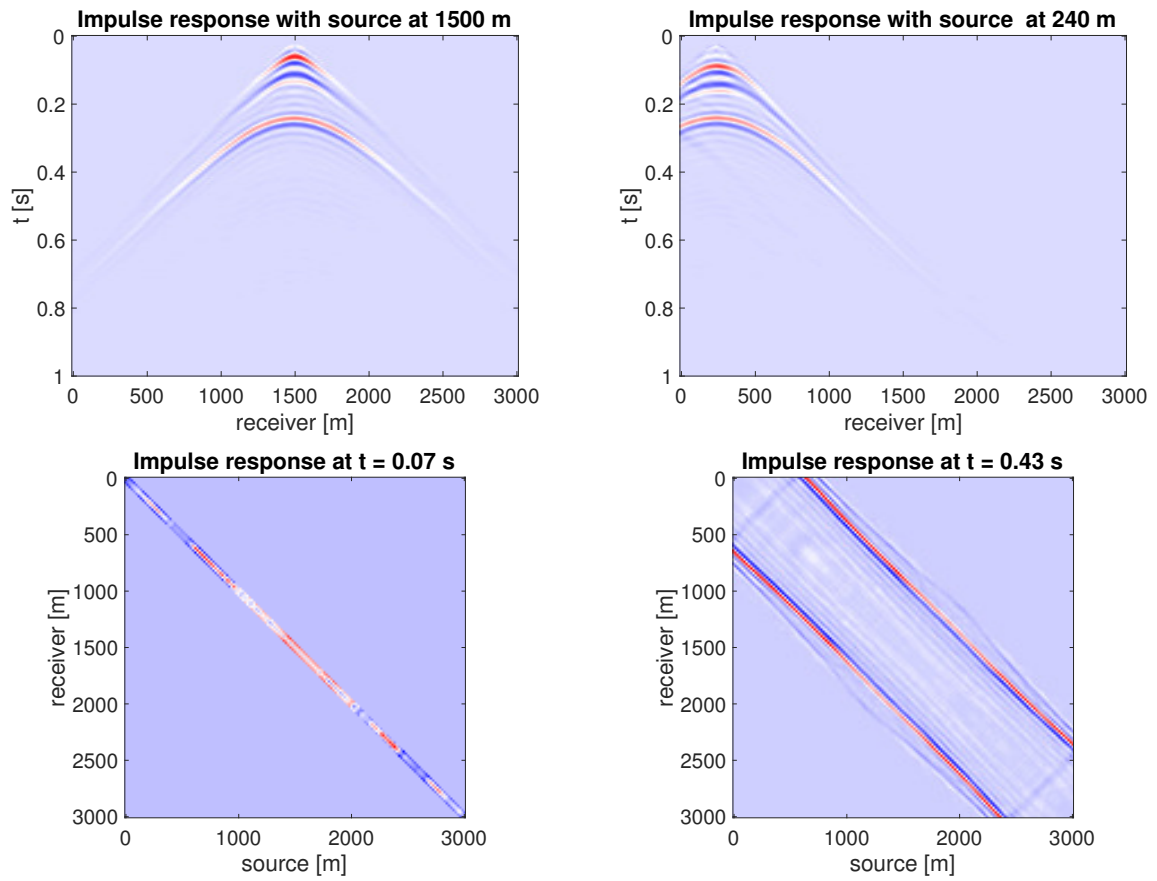 Impulse response with source at 1500 m
0
0.2
0.4
0.6
0.8
1
t [s]
0 500 1000 1500 2000 2500 3000
receiver [m]
Impulse response with source  at 240 m
0
0.2
0.4
0.6
0.8
1
t [s]
0 500 1000 1500 2000 2500 3000
receiver [m]
Impulse response at t = 0.07 s
0
500
1000
1500
2000
2500
3000
receiver [m]
0 1000 2000 3000
source [m]
Impulse response at t = 0.43 s
0
500
1000
1500
2000
2500
3000
receiver [m]
0 1000 2000 3000
source [m]